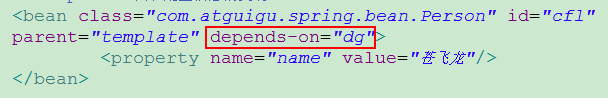 <bean class="com.atguigu.spring.bean.Person" id="cfl"
parent="template" depends-on="dg">
<property name="name" value="苍飞龙"/>
</bean>